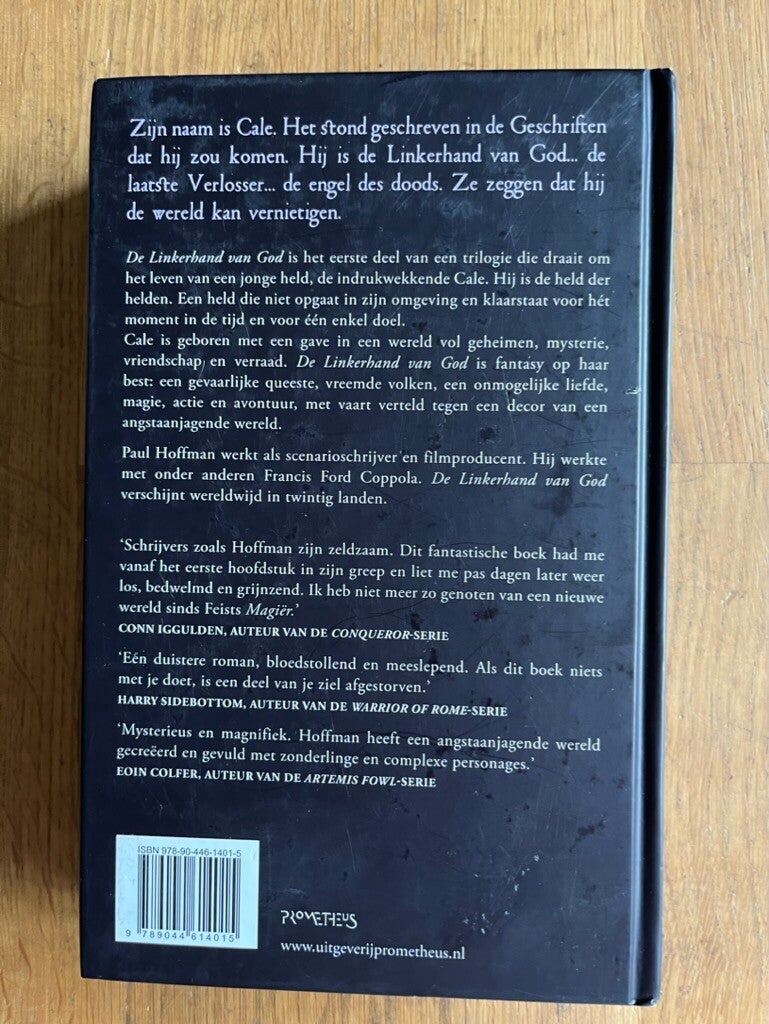 Zijn naam is Cale. Het stond geschreven in de Geschriften
dat hij zou komen. Hij is de Linkerhand van God... de
laatste Verlosser... de engel des doods. Ze zeggen dat hij
de wereld kan vernietigen.
De Linkerhand van God is het eerste deel van een trilogie die draait om
het leven van een jonge held, de indrukwekkende Cale. Hij is de held der
helden. Een held die niet opgaat in zijn omgeving en klaarstaat voor hét
moment in de tijd en voor één enkel doel.
Cale is geboren met een gave in een wereld vol geheimen, mysterie,
vriendschap en verraad. De Linkerhand van God is fantasy op haar
best: een gevaarlijke queeste, vreemde volken, een onmogelijke liefde,
magie, actie en avontuur, met vaart verteld tegen een decor van een
angstaanjagende wereld.
Paul Hoffman werkt als scenarioschrijver en filmproducent. Hij werkte
met onder anderen Francis Ford Coppola. De Linkerhand van God
verschijnt wereldwijd in twintig landen.
‘Schrijvers zoals Hoffman zijn zeldzaam. Dit fantastische boek had me
vanaf het eerste hoofdstuk in zijn greep en liet me pas dagen later weer
los, bedwelmd en grijnzend. Ik heb niet meer zo genoten van een nieuwe
wereld sinds Feists Magiër.’
CONN IGGULDEN, AUTEUR VAN DE CONQUEROR-SERIE
‘Eén duistere roman, bloedstollend en meeslepend. Als dit boek niets
met je doet, is een deel van je ziel afgestorven.’
HARRY SIDEBOTTOM, AUTEUR VAN DE WARRIOR OF ROME-SERIE
‘Mysterieus en magnifiek. Hoffman heeft een angstaanjagende wereld
gecreëerd en gevuld met zonderlinge en complexe personages.’
EOIN COLFER, AUTEUR VAN DE ARTEMIS FOWL-SERIE
ISBN 978-90-446-1401-5
9 789044 614015
PROMETHEUS
www.uitgeverijprometheus.nl